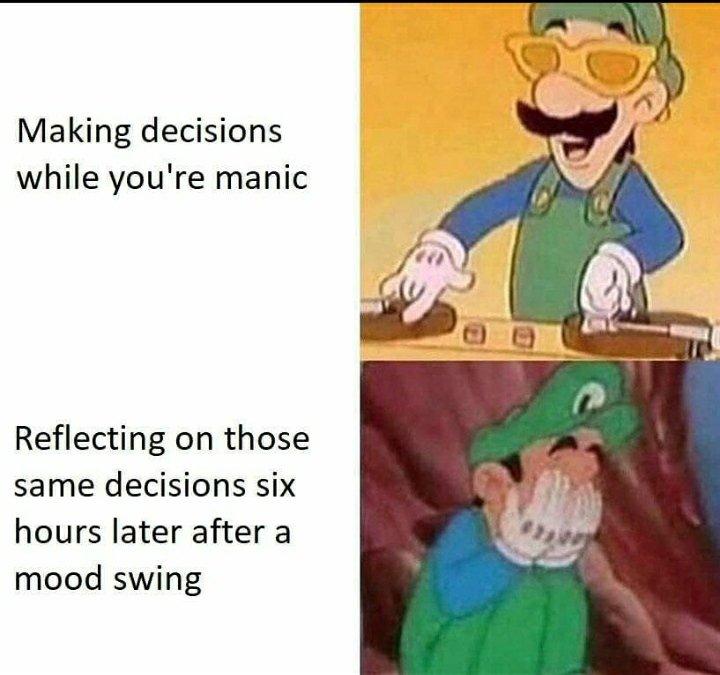 Making decisions
while you're manic
Reflecting on those
same decisions six
hours later after a
mood swing